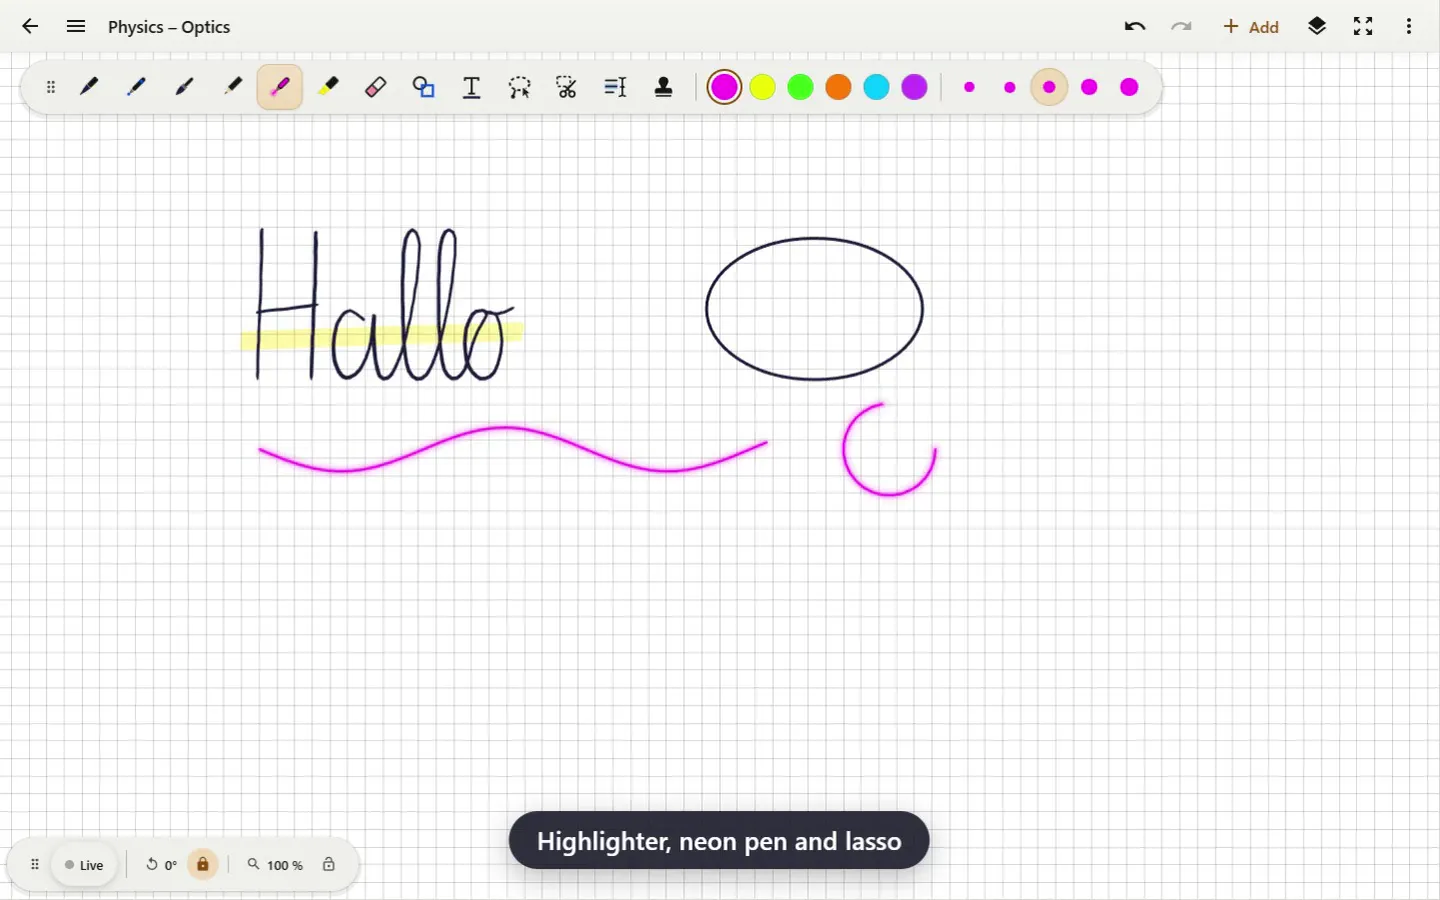 Physics – Optics
Add
Hallo
Highlighter, neon pen and lasso
Live 0° 100 %